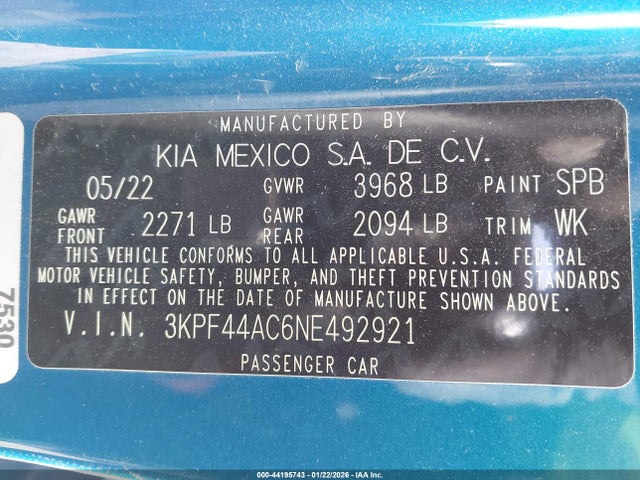 MANUFACTURED BY
KIA MEXICO S.A. DE C.V.
05/22 GVWR 3968 LB PAINT SPB
GAWR FRONT 2271 LB GAWR REAR 2094 LB TRIM WK
THIS VEHICLE CONFORMS TO ALL APPLICABLE U.S.A. FEDERAL
MOTOR VEHICLE SAFETY, BUMPER, AND THEFT PREVENTION STANDARDS
IN EFFECT ON THE DATE OF MANUFACTURE SHOWN ABOVE.
V.I.N. 3KPF44AC6NE492921
PASSENGER CAR
7530
000-44195743 - 01/22/2026 - IAA Inc.